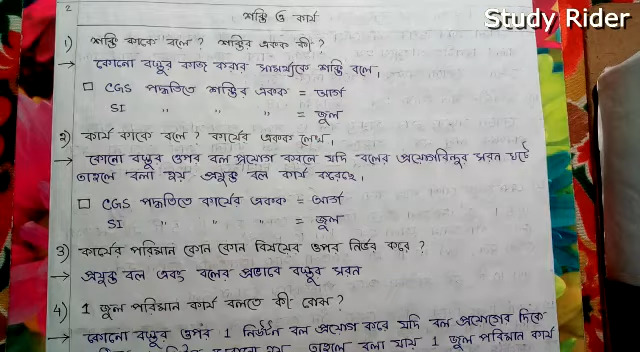 Study Rider
2
শক্তি ও কার্য
1) শক্তি কাকে বলে ? শক্তির একক কী ?
→ কোনো বস্তুর কাজ করার সামর্থ্যকে শক্তি বলে।
□ CGS পদ্ধতিতে শক্তির একক = আর্গ
SI " " " = জুল
2) কার্য কাকে বলে ? কার্যের একক লেখ।
→ কোনো বস্তুর ওপর বল প্রয়োগ করলে যদি বলের প্রয়োগবিন্দুর সরন ঘটে
তাহলে বলা হয় প্রযুক্ত বল কার্য করেছে।
□ CGS পদ্ধতিতে কার্যের একক = আর্গ
SI " " " = জুল
3) কার্যের পরিমান কোন কোন বিষয়ের ওপর নির্ভর করে ?
→ প্রযুক্ত বল এবং বলের প্রভাবে বস্তুর সরন
4) 1 জুল পরিমান কার্য বলতে কী বোঝ ?
→ কোনো বস্তুর ওপর 1 নিউটন বল প্রয়োগ করে যদি বল প্রয়োগের দিকে
তাহলে বলা যায় 1 জুল পরিমান কার্য